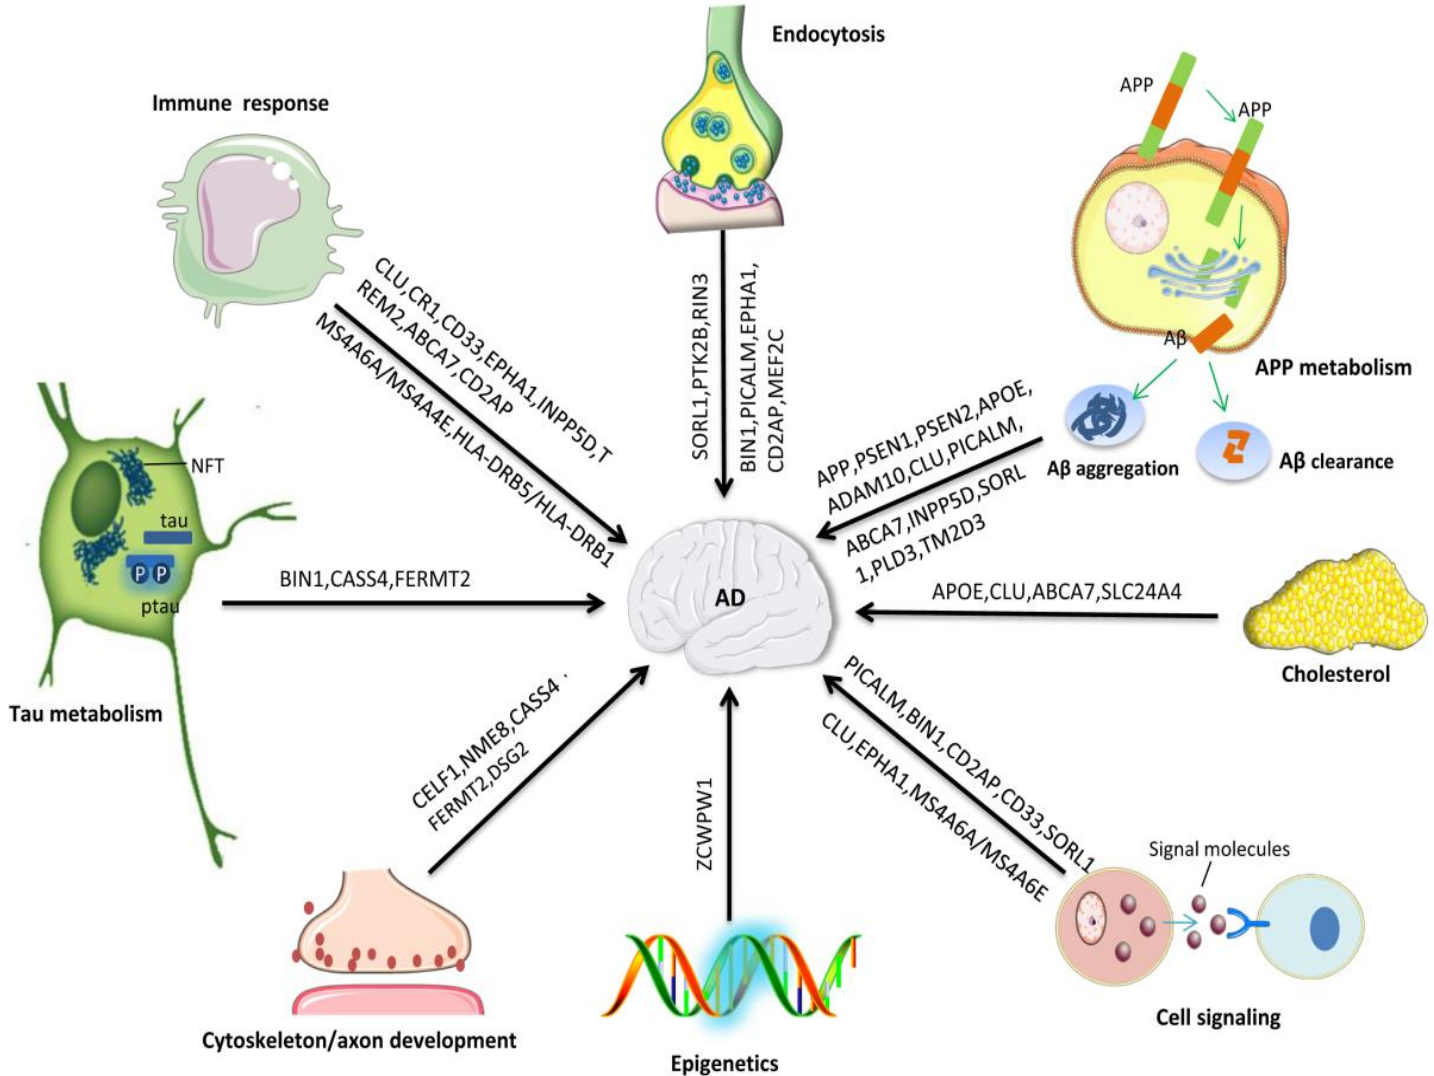 Endocytosis
Immune response
APP
APP
Aβ
APP metabolism
Aβ aggregation
Aβ clearance
CLU,CR1,CD33,EPHA1,INPP5D,T
REM2,ABCA7,CD2AP
MS4A6A/MS4A4E,HLA-DRB5/HLA-DRB1
SORL1,PTK2B,RIN3
BIN1,PICALM,EPHA1,
CD2AP,MEF2C
APP,PSEN1,PSEN2,APOE,
ADAM10,CLU,PICALM,
ABCA7,INPP5D,SORL
1,PLD3,TM2D3
NFT
tau
P P
ptau
Tau metabolism
BIN1,CASS4,FERMT2
AD
APOE,CLU,ABCA7,SLC24A4
Cholesterol
CELF1,NME8,CASS4
FERMT2,DSG2
Cytoskeleton/axon development
ZCWPW1
Epigenetics
PICALM,BIN1,CD2AP,CD33,SORL1
CLU,EPHA1,MS4A6A/MS4A6E
Signal molecules
Cell signaling